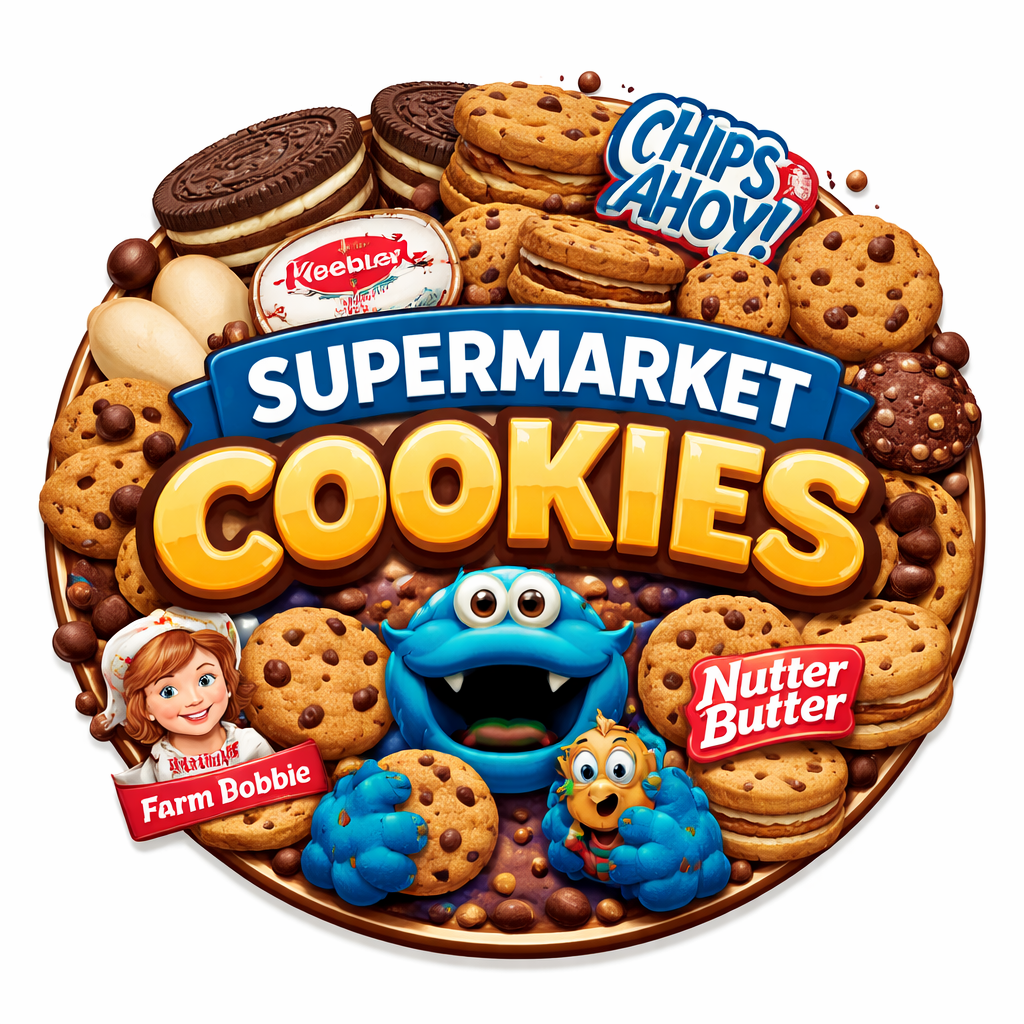 CHIPS
AHOY!
Keebler
SUPERMARKET
COOKIES
Nutter
Butter
Farm Bobbie